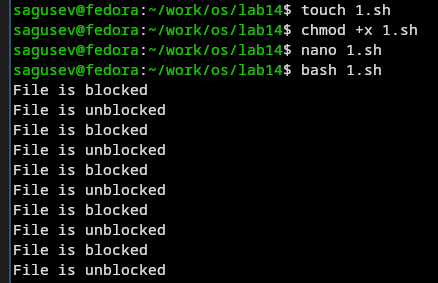 sagusev@fedora:~/work/os/lab14$ touch 1.sh
sagusev@fedora:~/work/os/lab14$ chmod +x 1.sh
sagusev@fedora:~/work/os/lab14$ nano 1.sh
sagusev@fedora:~/work/os/lab14$ bash 1.sh
File is blocked
File is unblocked
File is blocked
File is unblocked
File is blocked
File is unblocked
File is blocked
File is unblocked
File is blocked
File is unblocked